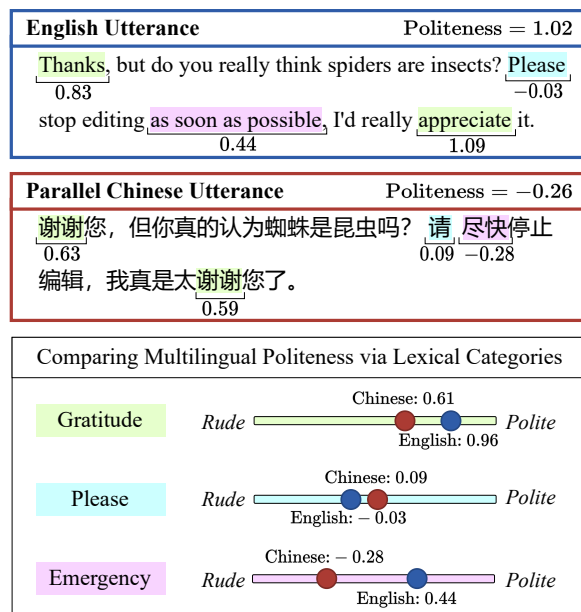 English Utterance Politeness = 1.02
Thanks, but do you really think spiders are insects? Please
0.83 −0.03
stop editing as soon as possible, I'd really appreciate it.
0.44 1.09
Parallel Chinese Utterance Politeness = −0.26
谢谢您，但你真的认为蜘蛛是昆虫吗？ 请 尽快停止
0.63 0.09 −0.28
编辑，我真是太谢谢您了。
0.59
Comparing Multilingual Politeness via Lexical Categories
Chinese: 0.61
Gratitude Rude Polite
English: 0.96
Chinese: 0.09
Please Rude Polite
English: − 0.03
Chinese: − 0.28
Emergency Rude Polite
English: 0.44